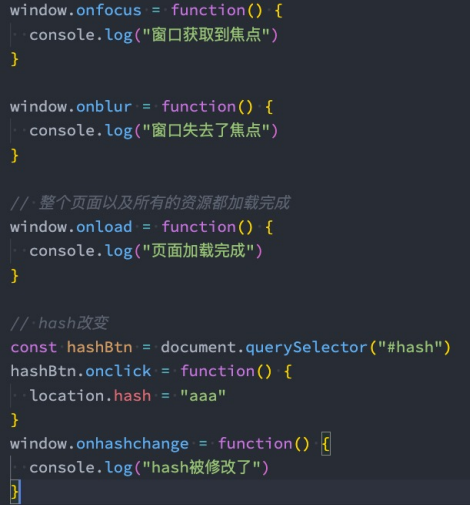 window.onfocus = function() {
  console.log("窗口获取到焦点")
}
window.onblur = function() {
  console.log("窗口失去了焦点")
}
// 整个页面以及所有的资源都加载完成
window.onload = function() {
  console.log("页面加载完成")
}
// hash改变
const hashBtn = document.querySelector("#hash")
hashBtn.onclick = function() {
  location.hash = "aaa"
}
window.onhashchange = function() {
  console.log("hash被修改了")
}